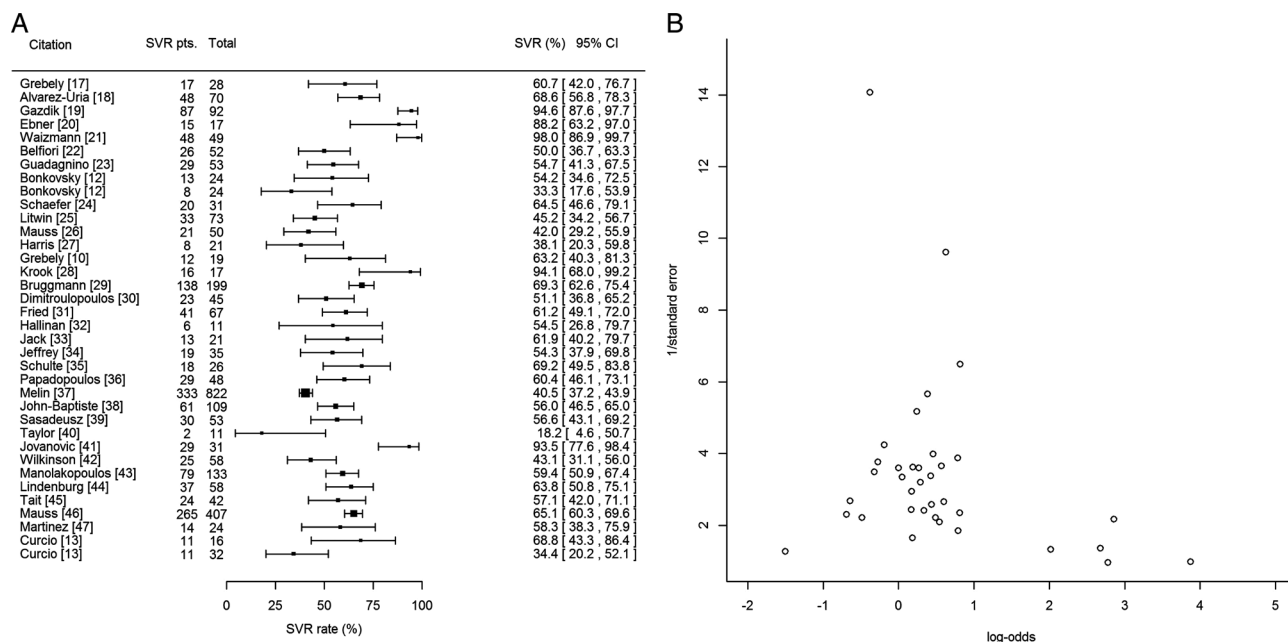 A
Citation SVR pts. Total SVR (%) 95% CI
Grebely [17] 17 28 60.7 [ 42.0 , 76.7 ]
Alvarez-Uria [18] 48 70 68.6 [ 56.8 , 78.3 ]
Gazdik [19] 87 92 94.6 [ 87.6 , 97.7 ]
Ebner [20] 15 17 88.2 [ 63.2 , 97.0 ]
Waizmann [21] 48 49 98.0 [ 86.9 , 99.7 ]
Belfiori [22] 26 52 50.0 [ 36.7 , 63.3 ]
Guadagnino [23] 29 53 54.7 [ 41.3 , 67.5 ]
Bonkovsky [12] 13 24 54.2 [ 34.6 , 72.5 ]
Bonkovsky [12] 8 24 33.3 [ 17.6 , 53.9 ]
Schaefer [24] 20 31 64.5 [ 46.6 , 79.1 ]
Litwin [25] 33 73 45.2 [ 34.2 , 56.7 ]
Mauss [26] 21 50 42.0 [ 29.2 , 55.9 ]
Harris [27] 8 21 38.1 [ 20.3 , 59.8 ]
Grebely [10] 12 19 63.2 [ 40.3 , 81.3 ]
Krook [28] 16 17 94.1 [ 68.0 , 99.2 ]
Bruggmann [29] 138 199 69.3 [ 62.6 , 75.4 ]
Dimitroulopoulos [30] 23 45 51.1 [ 36.8 , 65.2 ]
Fried [31] 41 67 61.2 [ 49.1 , 72.0 ]
Hallinan [32] 6 11 54.5 [ 26.8 , 79.7 ]
Jack [33] 13 21 61.9 [ 40.2 , 79.7 ]
Jeffrey [34] 19 35 54.3 [ 37.9 , 69.8 ]
Schulte [35] 18 26 69.2 [ 49.5 , 83.8 ]
Papadopoulos [36] 29 48 60.4 [ 46.1 , 73.1 ]
Melin [37] 333 822 40.5 [ 37.2 , 43.9 ]
John-Baptiste [38] 61 109 56.0 [ 46.5 , 65.0 ]
Sasadeusz [39] 30 53 56.6 [ 43.1 , 69.2 ]
Taylor [40] 2 11 18.2 [ 4.6 , 50.7 ]
Jovanovic [41] 29 31 93.5 [ 77.6 , 98.4 ]
Wilkinson [42] 25 58 43.1 [ 31.1 , 56.0 ]
Manolakopoulos [43] 79 133 59.4 [ 50.9 , 67.4 ]
Lindenburg [44] 37 58 63.8 [ 50.8 , 75.1 ]
Tait [45] 24 42 57.1 [ 42.0 , 71.1 ]
Mauss [46] 265 407 65.1 [ 60.3 , 69.6 ]
Martinez [47] 14 24 58.3 [ 38.3 , 75.9 ]
Curcio [13] 11 16 68.8 [ 43.3 , 86.4 ]
Curcio [13] 11 32 34.4 [ 20.2 , 52.1 ]
0 25 50 75 100
SVR rate (%)
B
1/standard error
14
12
10
8
6
4
2
-2 -1 0 1 2 3 4 5
log-odds